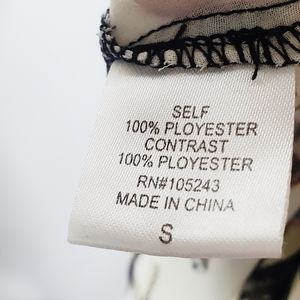 SELF
100% PLOYESTER
CONTRAST
100% PLOYESTER
RN#105243
MADE IN CHINA
S